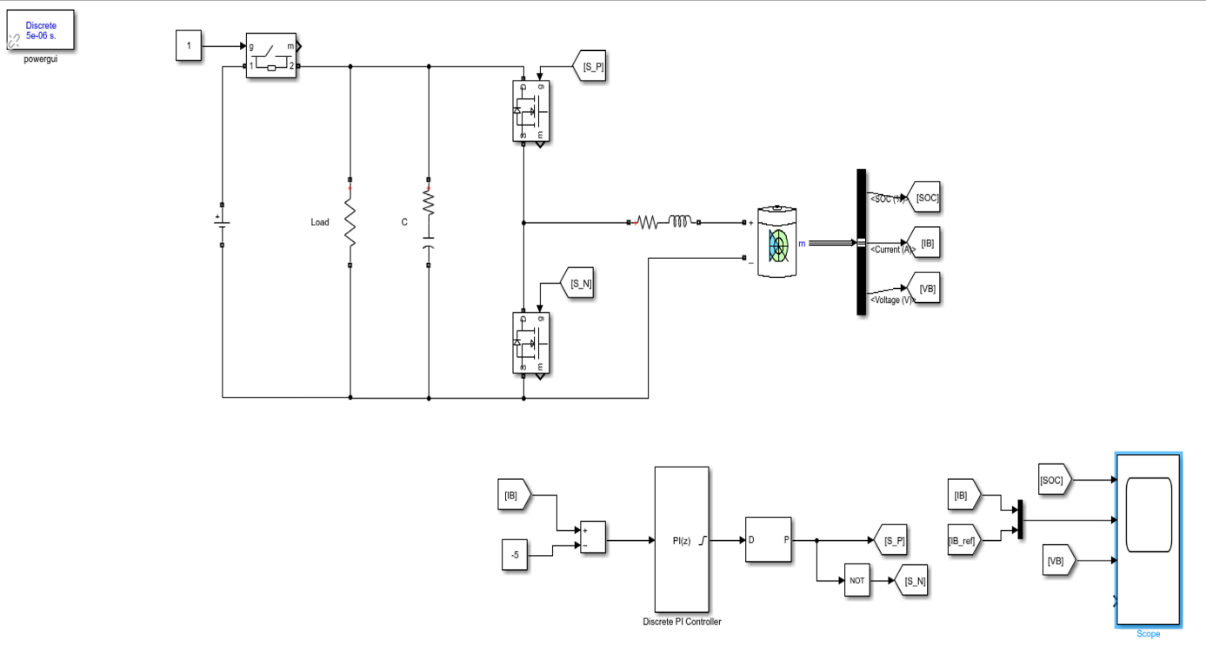 Discrete
5e-06 s.
powergui
1
g
m
1
2
[S_P]
D
g
S
m
Load
C
+
+
_
m
<SOC (%)>
[SOC]
<Current (A)>
[IB]
<Voltage (V)>
[VB]
[S_N]
D
g
S
m
[IB]
-5
+
−
PI(z)
Discrete PI Controller
D
P
[S_P]
NOT
[S_N]
[SOC]
[IB]
[IB_ref]
[VB]
Scope